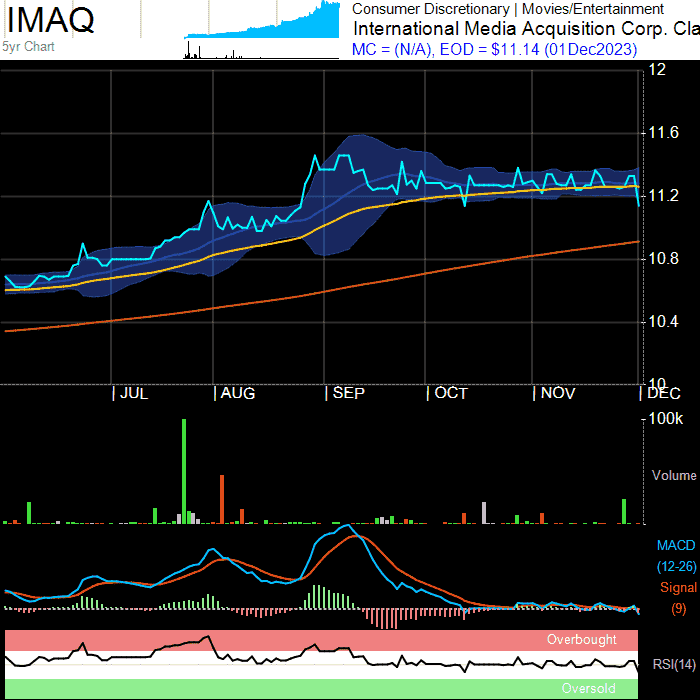 IMAQ
5yr Chart
Consumer Discretionary | Movies/Entertainment
International Media Acquisition Corp. Cla
MC = (N/A), EOD = $11.14 (01Dec2023)
12
11.6
11.2
10.8
10.4
10
JUL AUG SEP OCT NOV DEC
100k
Volume
MACD
(12-26)
Signal
(9)
Overbought
RSI(14)
Oversold